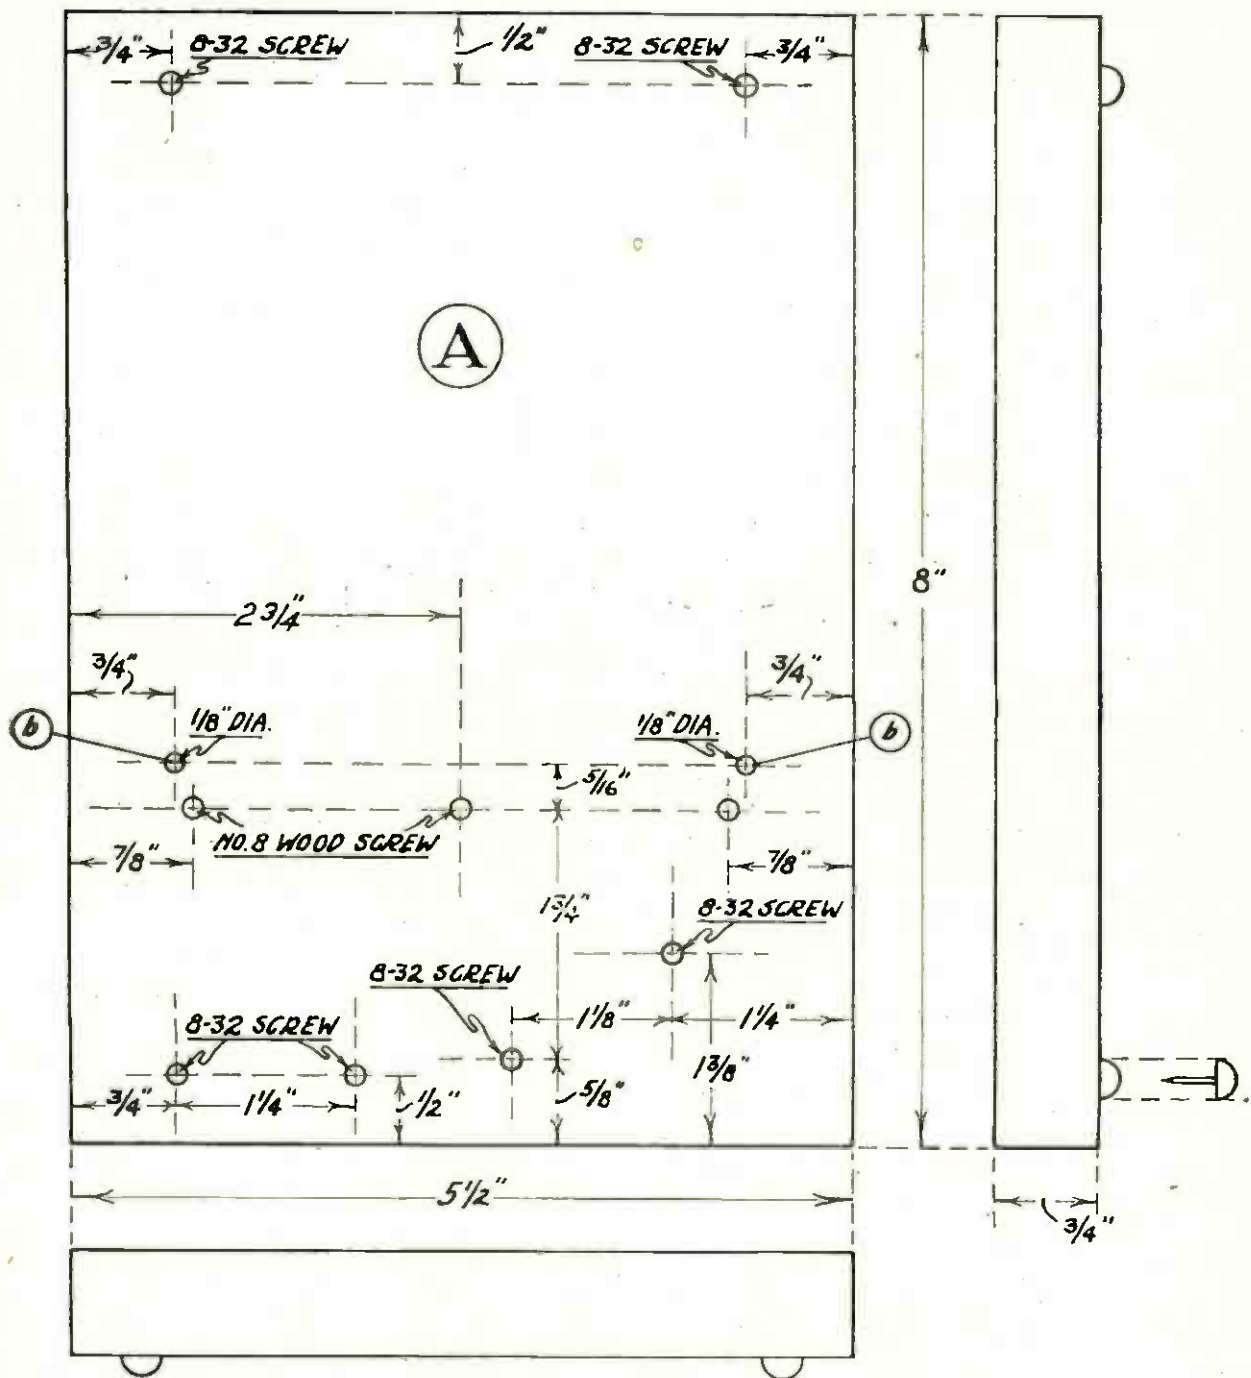 3/4" 8-32 SCREW 1/2" 8-32 SCREW 3/4"
A
8"
2 3/4"
3/4" 3/4"
b 1/8" DIA. 1/8" DIA. b
5/16"
NO.8 WOOD SCREW
7/8" 7/8"
1 3/4" 8-32 SCREW
8-32 SCREW
8-32 SCREW 1 1/8" 1 1/4"
1 3/8"
3/4" 1 1/4" 1/2" 5/8"
5 1/2"
3/4"